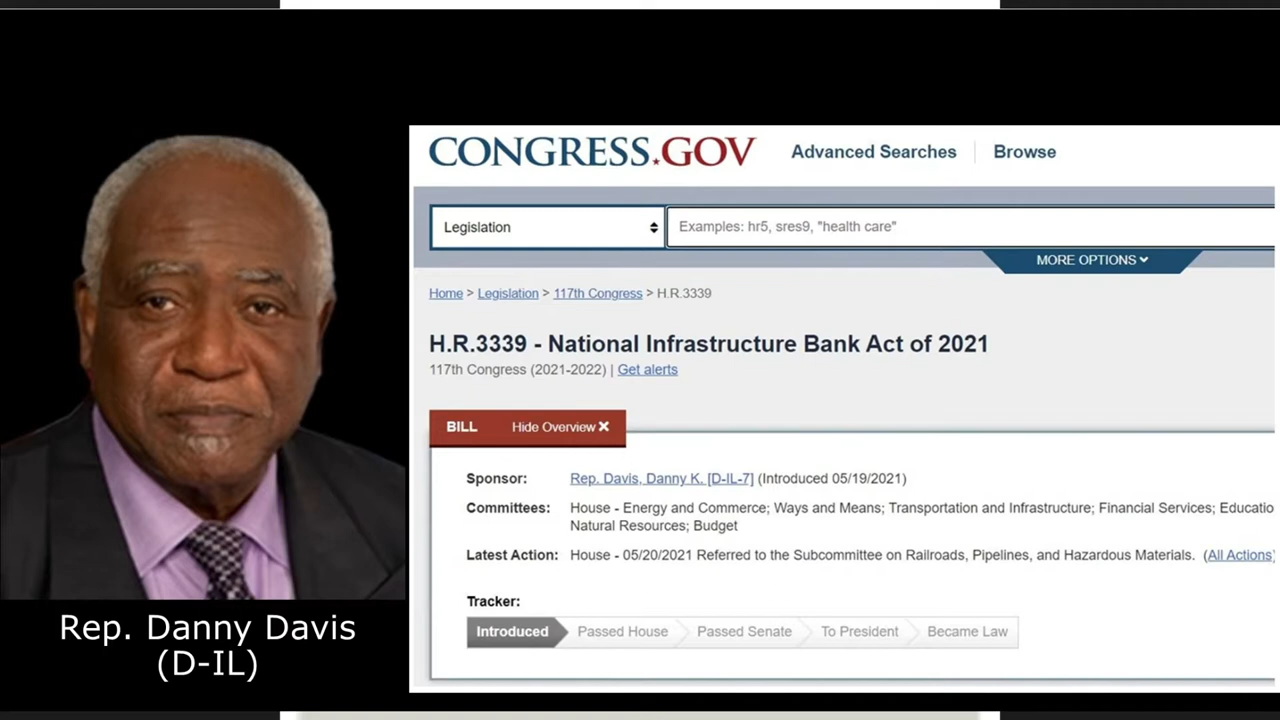 CONGRESS.GOV
Advanced Searches
Browse
Legislation
Examples: hr5, sres9, "health care"
MORE OPTIONS
Home > Legislation > 117th Congress > H.R.3339
H.R.3339 - National Infrastructure Bank Act of 2021
117th Congress (2021-2022) | Get alerts
BILL
Hide Overview ×
Sponsor: Rep. Davis, Danny K. [D-IL-7] (Introduced 05/19/2021)
Committees: House - Energy and Commerce; Ways and Means; Transportation and Infrastructure; Financial Services; Educatio
Natural Resources; Budget
Latest Action: House - 05/20/2021 Referred to the Subcommittee on Railroads, Pipelines, and Hazardous Materials. (All Actions)
Tracker:
Introduced
Passed House
Passed Senate
To President
Became Law
Rep. Danny Davis
(D-IL)